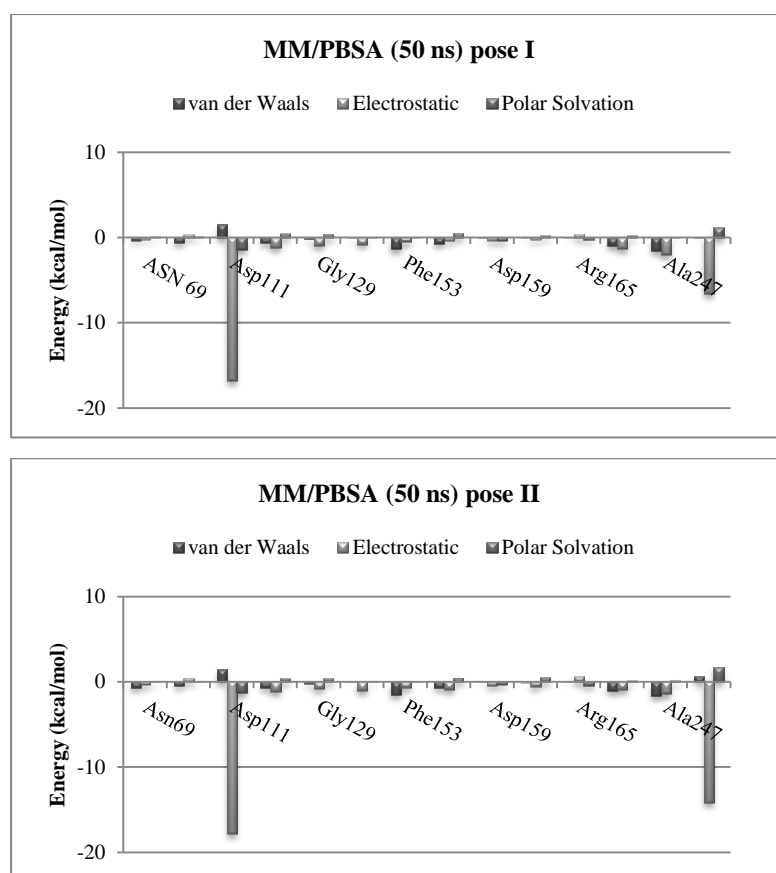 MM/PBSA (50 ns) pose I
van der Waals Electrostatic Polar Solvation
Energy (kcal/mol)
10
0
-10
-20
ASN 69 Asp111 Gly129 Phe153 Asp159 Arg165 Ala247
MM/PBSA (50 ns) pose II
van der Waals Electrostatic Polar Solvation
Energy (kcal/mol)
10
0
-10
-20
Asn69 Asp111 Gly129 Phe153 Asp159 Arg165 Ala247